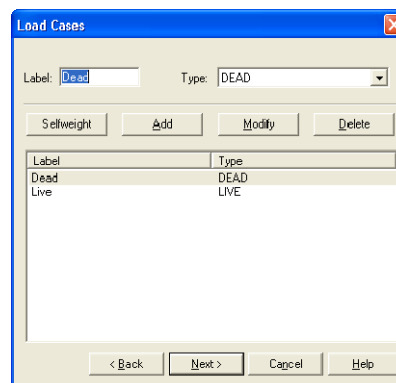 Load Cases
Label: Dead Type: DEAD
Selfweight Add Modify Delete
Label Type
Dead DEAD
Live LIVE
< Back Next > Cancel Help